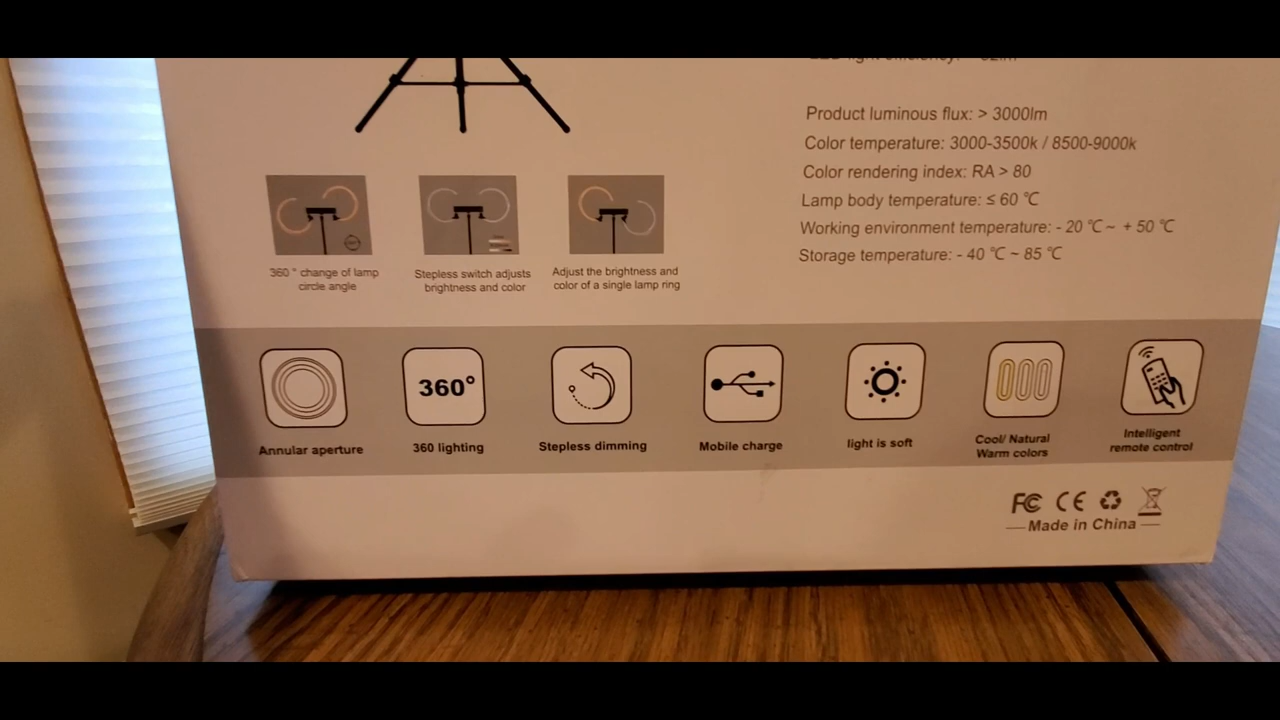 Product luminous flux: > 3000lm
Color temperature: 3000-3500k / 8500-9000k
Color rendering index: RA > 80
Lamp body temperature: ≤ 60 ℃
Working environment temperature: - 20 ℃ ~ + 50 ℃
Storage temperature: - 40 ℃ ~ 85 ℃
360 ° change of lamp
circle angle
Stepless switch adjusts
brightness and color
Adjust the brightness and
color of a single lamp ring
360°
Annular aperture
360 lighting
Stepless dimming
Mobile charge
light is soft
Cool/ Natural
Warm colors
Intelligent
remote control
FC CE
Made in China